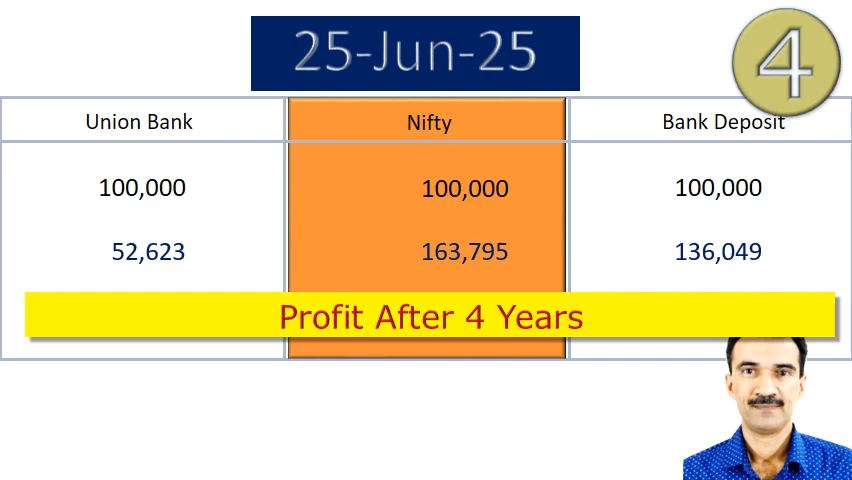 25-Jun-25
4
Union Bank
Nifty
Bank Deposit
100,000
100,000
100,000
52,623
163,795
136,049
Profit After 4 Years